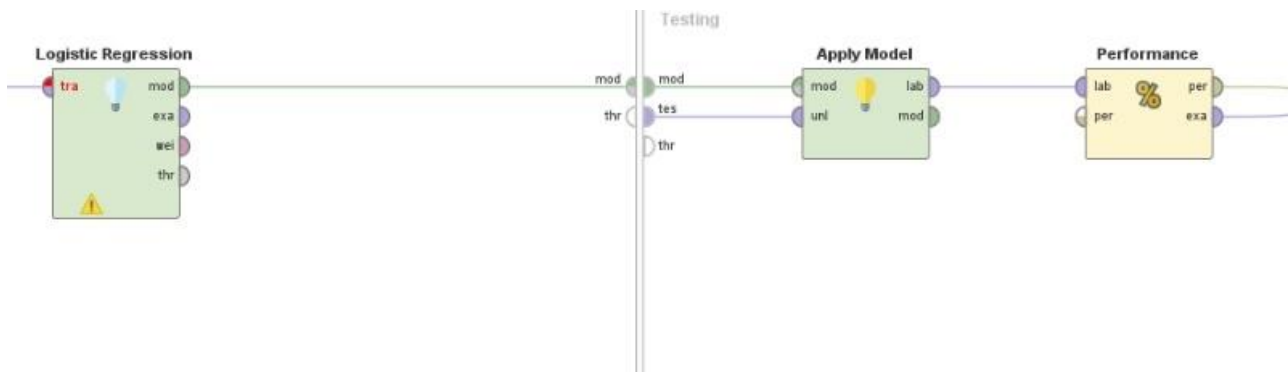 Testing
Logistic Regression
tra mod
exa
wei
thr
mod
thr
mod
tes
thr
Apply Model
mod lab
unl mod
Performance
% 
lab per
per exa